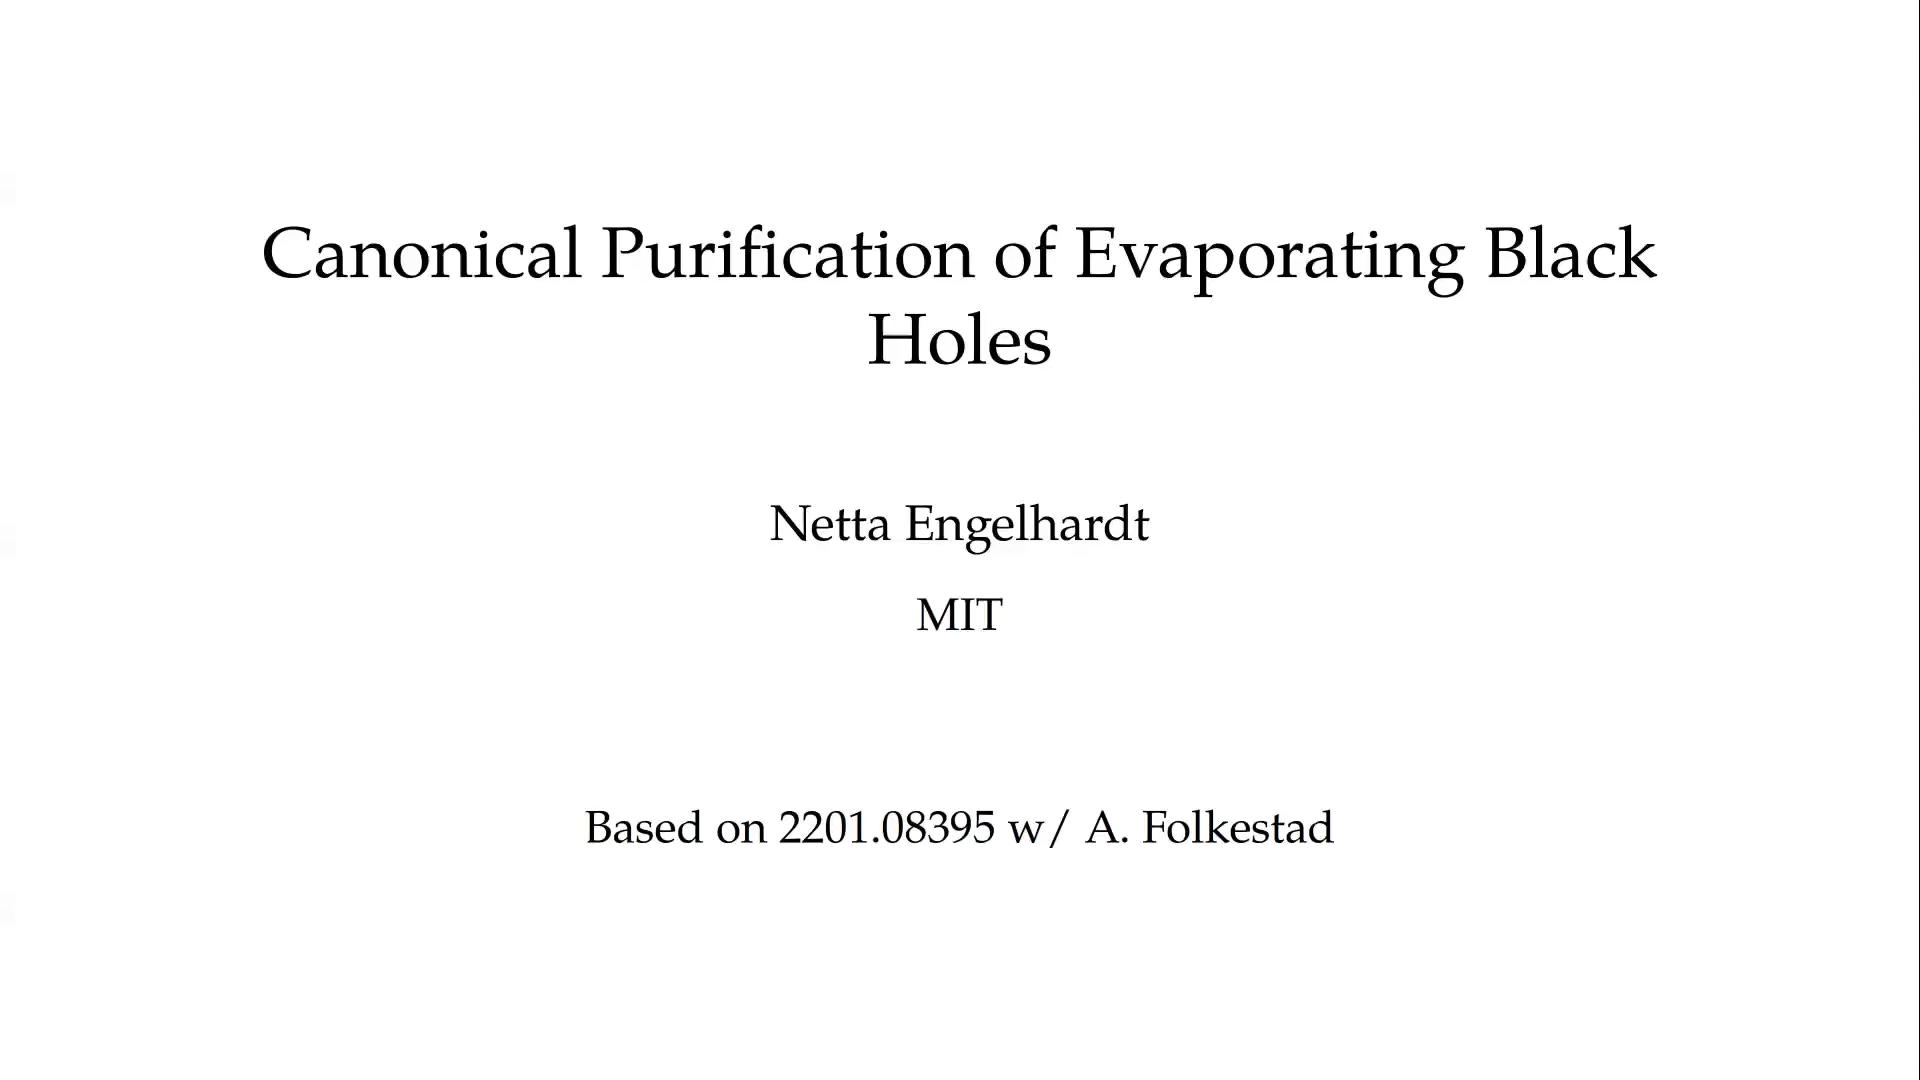 Canonical Purification of Evaporating Black
Holes
Netta Engelhardt
MIT
Based on 2201.08395 w/ A. Folkestad